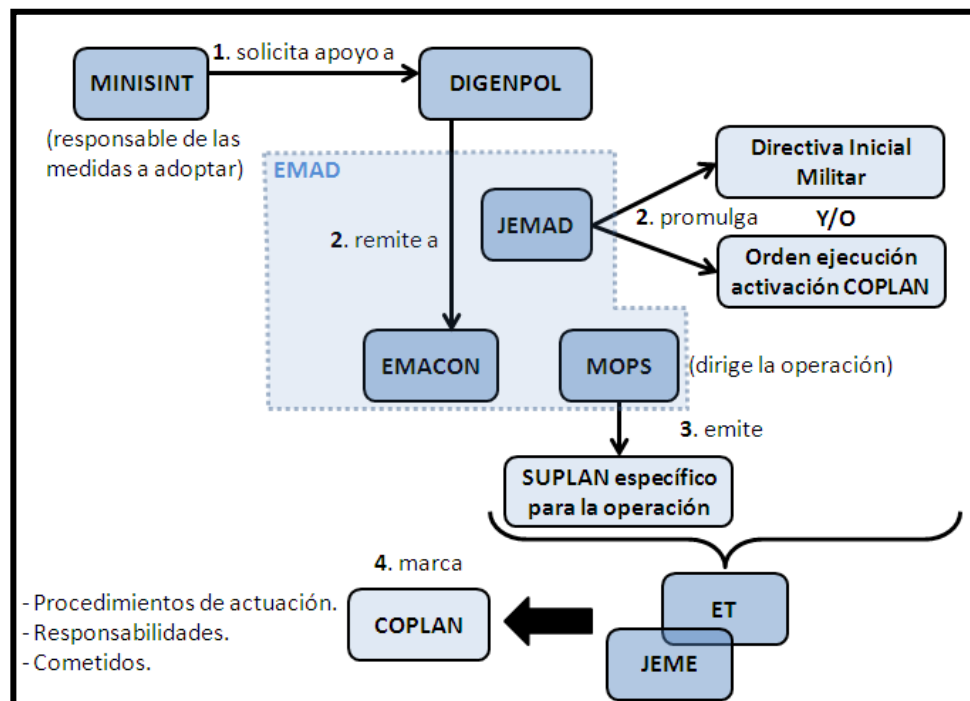 1. solicita apoyo a
MINISINT
DIGENPOL
(responsable de las
medidas a adoptar)
EMAD
Directiva Inicial
Militar
JEMAD
2. promulga
Y/O
2. remite a
Orden ejecución
activación COPLAN
EMACON
MOPS
(dirige la operación)
3. emite
SUPLAN específico
para la operación
4. marca
- Procedimientos de actuación.
- Responsabilidades.
- Cometidos.
COPLAN
ET
JEME